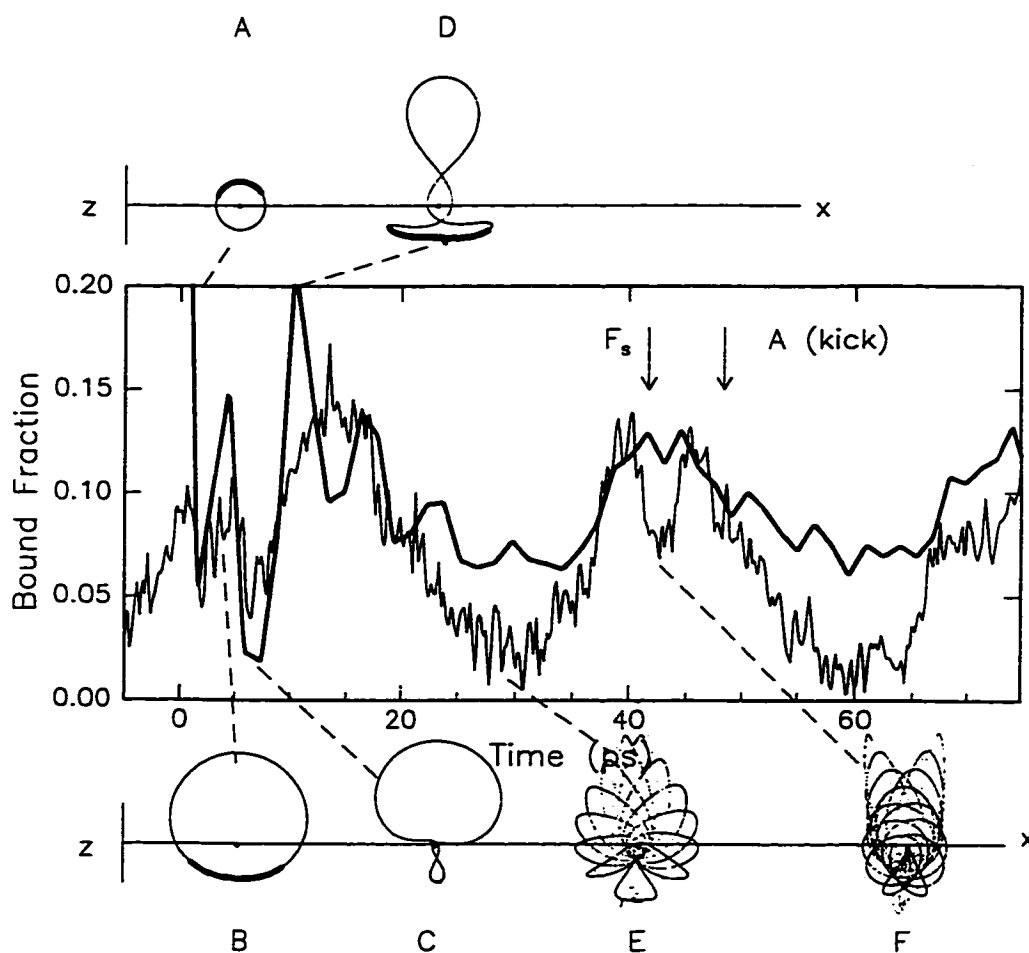 A D
z x
0.20
F_s A (kick)
0.15
0.10
0.05
0.00
Bound Fraction
0 20 40 60
Time (ps)
z x
B C E F